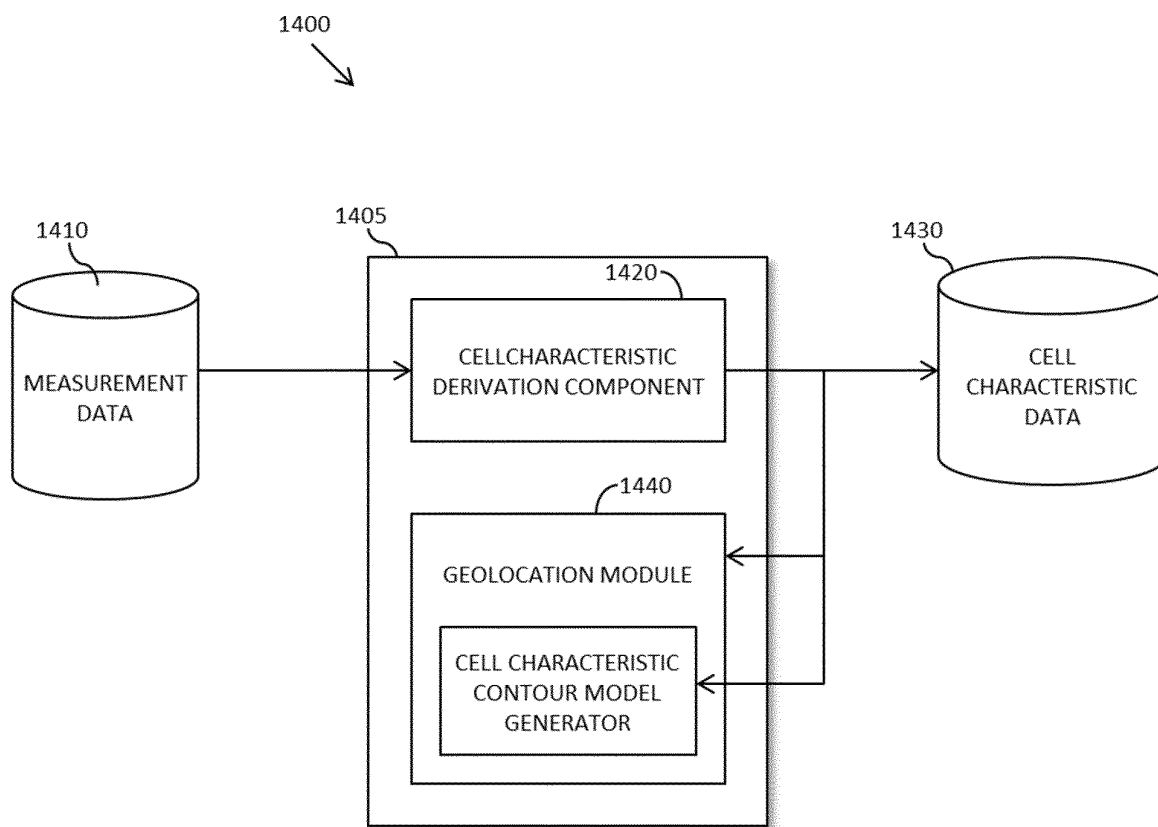 1400
1410
1405
1430
1420
MEASUREMENT
DATA
CELLCHARACTERISTIC
DERIVATION COMPONENT
CELL
CHARACTERISTIC
DATA
1440
GEOLOCATION MODULE
CELL CHARACTERISTIC
CONTOUR MODEL
GENERATOR